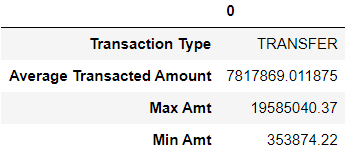 0
Transaction Type TRANSFER
Average Transacted Amount 7817869.011875
Max Amt 19585040.37
Min Amt 353874.22